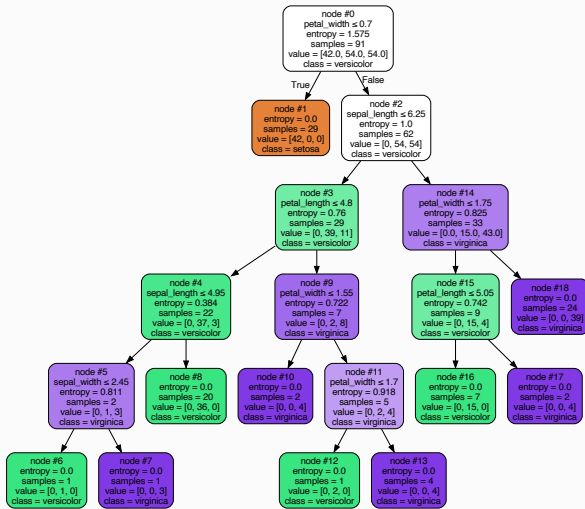 node #0
petal_width ≤ 0.7
entropy = 1.575
samples = 91
value = [42.0, 54.0, 54.0]
class = versicolor
True
False
node #1
entropy = 0.0
samples = 29
value = [42, 0, 0]
class = setosa
node #2
sepal_length ≤ 6.25
entropy = 1.0
samples = 62
value = [0, 54, 54]
class = versicolor
node #3
petal_length ≤ 4.8
entropy = 0.76
samples = 29
value = [0, 39, 11]
class = versicolor
node #14
petal_width ≤ 1.75
entropy = 0.825
samples = 33
value = [0.0, 15.0, 43.0]
class = virginica
node #4
sepal_length ≤ 4.95
entropy = 0.384
samples = 22
value = [0, 37, 3]
class = versicolor
node #9
petal_width ≤ 1.55
entropy = 0.722
samples = 7
value = [0, 2, 8]
class = virginica
node #15
petal_length ≤ 5.05
entropy = 0.742
samples = 9
value = [0, 15, 4]
class = versicolor
node #18
entropy = 0.0
samples = 24
value = [0, 0, 39]
class = virginica
node #5
sepal_width ≤ 2.45
entropy = 0.811
samples = 2
value = [0, 1, 3]
class = virginica
node #8
entropy = 0.0
samples = 20
value = [0, 36, 0]
class = versicolor
node #10
entropy = 0.0
samples = 2
value = [0, 0, 4]
class = virginica
node #11
petal_width ≤ 1.7
entropy = 0.918
samples = 5
value = [0, 2, 4]
class = virginica
node #16
entropy = 0.0
samples = 7
value = [0, 15, 0]
class = versicolor
node #17
entropy = 0.0
samples = 2
value = [0, 0, 4]
class = virginica
node #6
entropy = 0.0
samples = 1
value = [0, 1, 0]
class = versicolor
node #7
entropy = 0.0
samples = 1
value = [0, 0, 3]
class = virginica
node #12
entropy = 0.0
samples = 1
value = [0, 2, 0]
class = versicolor
node #13
entropy = 0.0
samples = 4
value = [0, 0, 4]
class = virginica